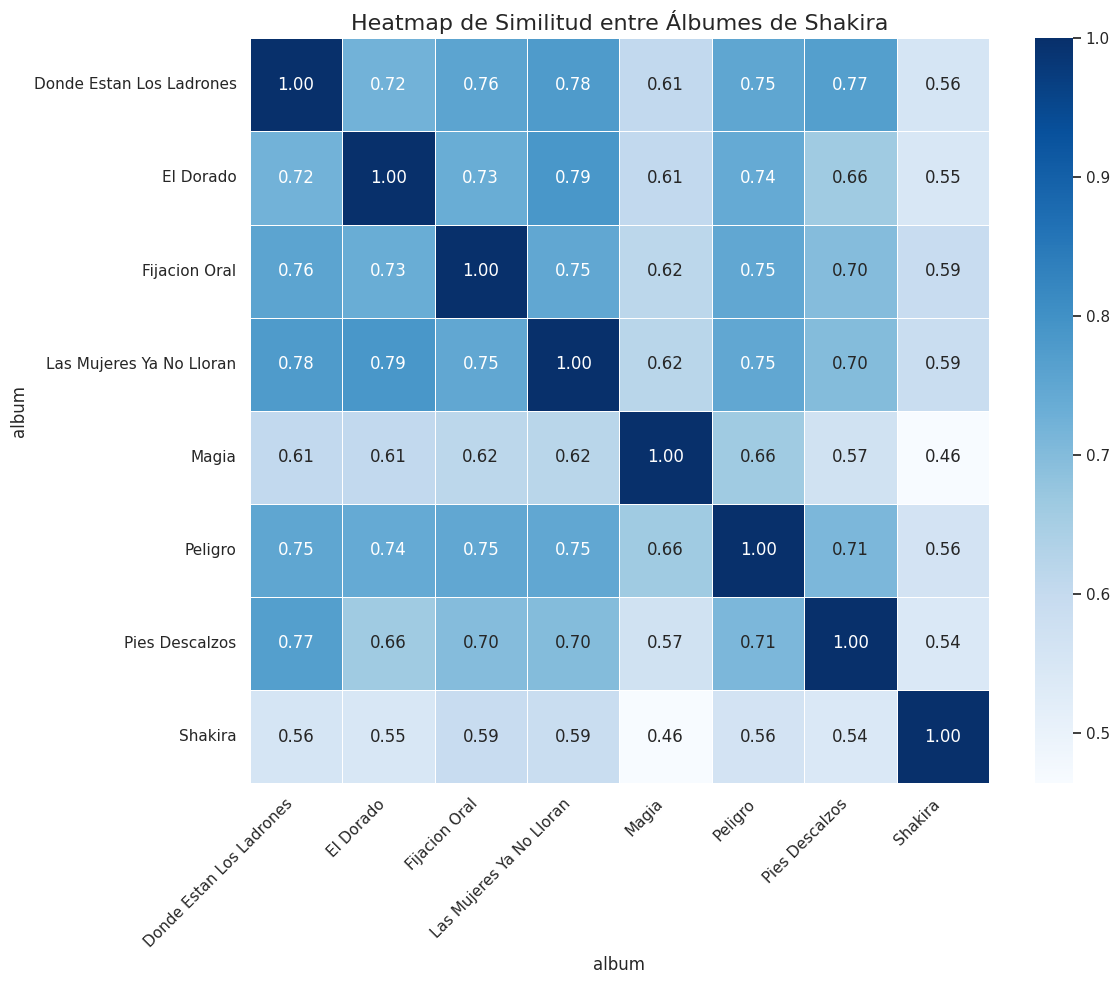 Heatmap de Similitud entre Álbumes de Shakira
Donde Estan Los Ladrones 1.00 0.72 0.76 0.78 0.61 0.75 0.77 0.56
El Dorado 0.72 1.00 0.73 0.79 0.61 0.74 0.66 0.55
Fijacion Oral 0.76 0.73 1.00 0.75 0.62 0.75 0.70 0.59
Las Mujeres Ya No Lloran 0.78 0.79 0.75 1.00 0.62 0.75 0.70 0.59
Magia 0.61 0.61 0.62 0.62 1.00 0.66 0.57 0.46
Peligro 0.75 0.74 0.75 0.75 0.66 1.00 0.71 0.56
Pies Descalzos 0.77 0.66 0.70 0.70 0.57 0.71 1.00 0.54
Shakira 0.56 0.55 0.59 0.59 0.46 0.56 0.54 1.00
album
Donde Estan Los Ladrones
El Dorado
Fijacion Oral
Las Mujeres Ya No Lloran
Magia
Peligro
Pies Descalzos
Shakira
album
1.0
0.9
0.8
0.7
0.6
0.5